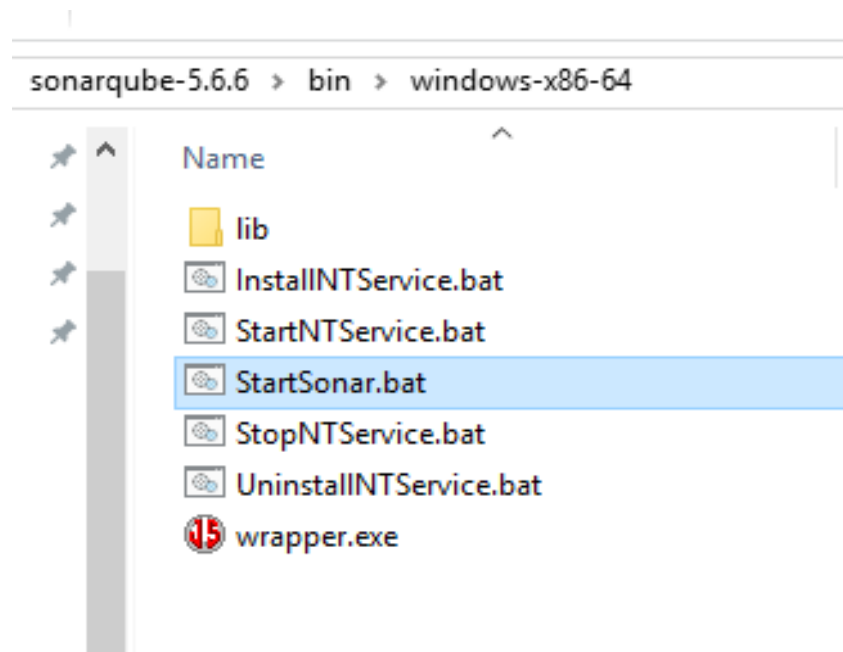 sonarqube-5.6.6 > bin > windows-x86-64
Name
lib
InstallNTService.bat
StartNTService.bat
StartSonar.bat
StopNTService.bat
UninstallNTService.bat
wrapper.exe